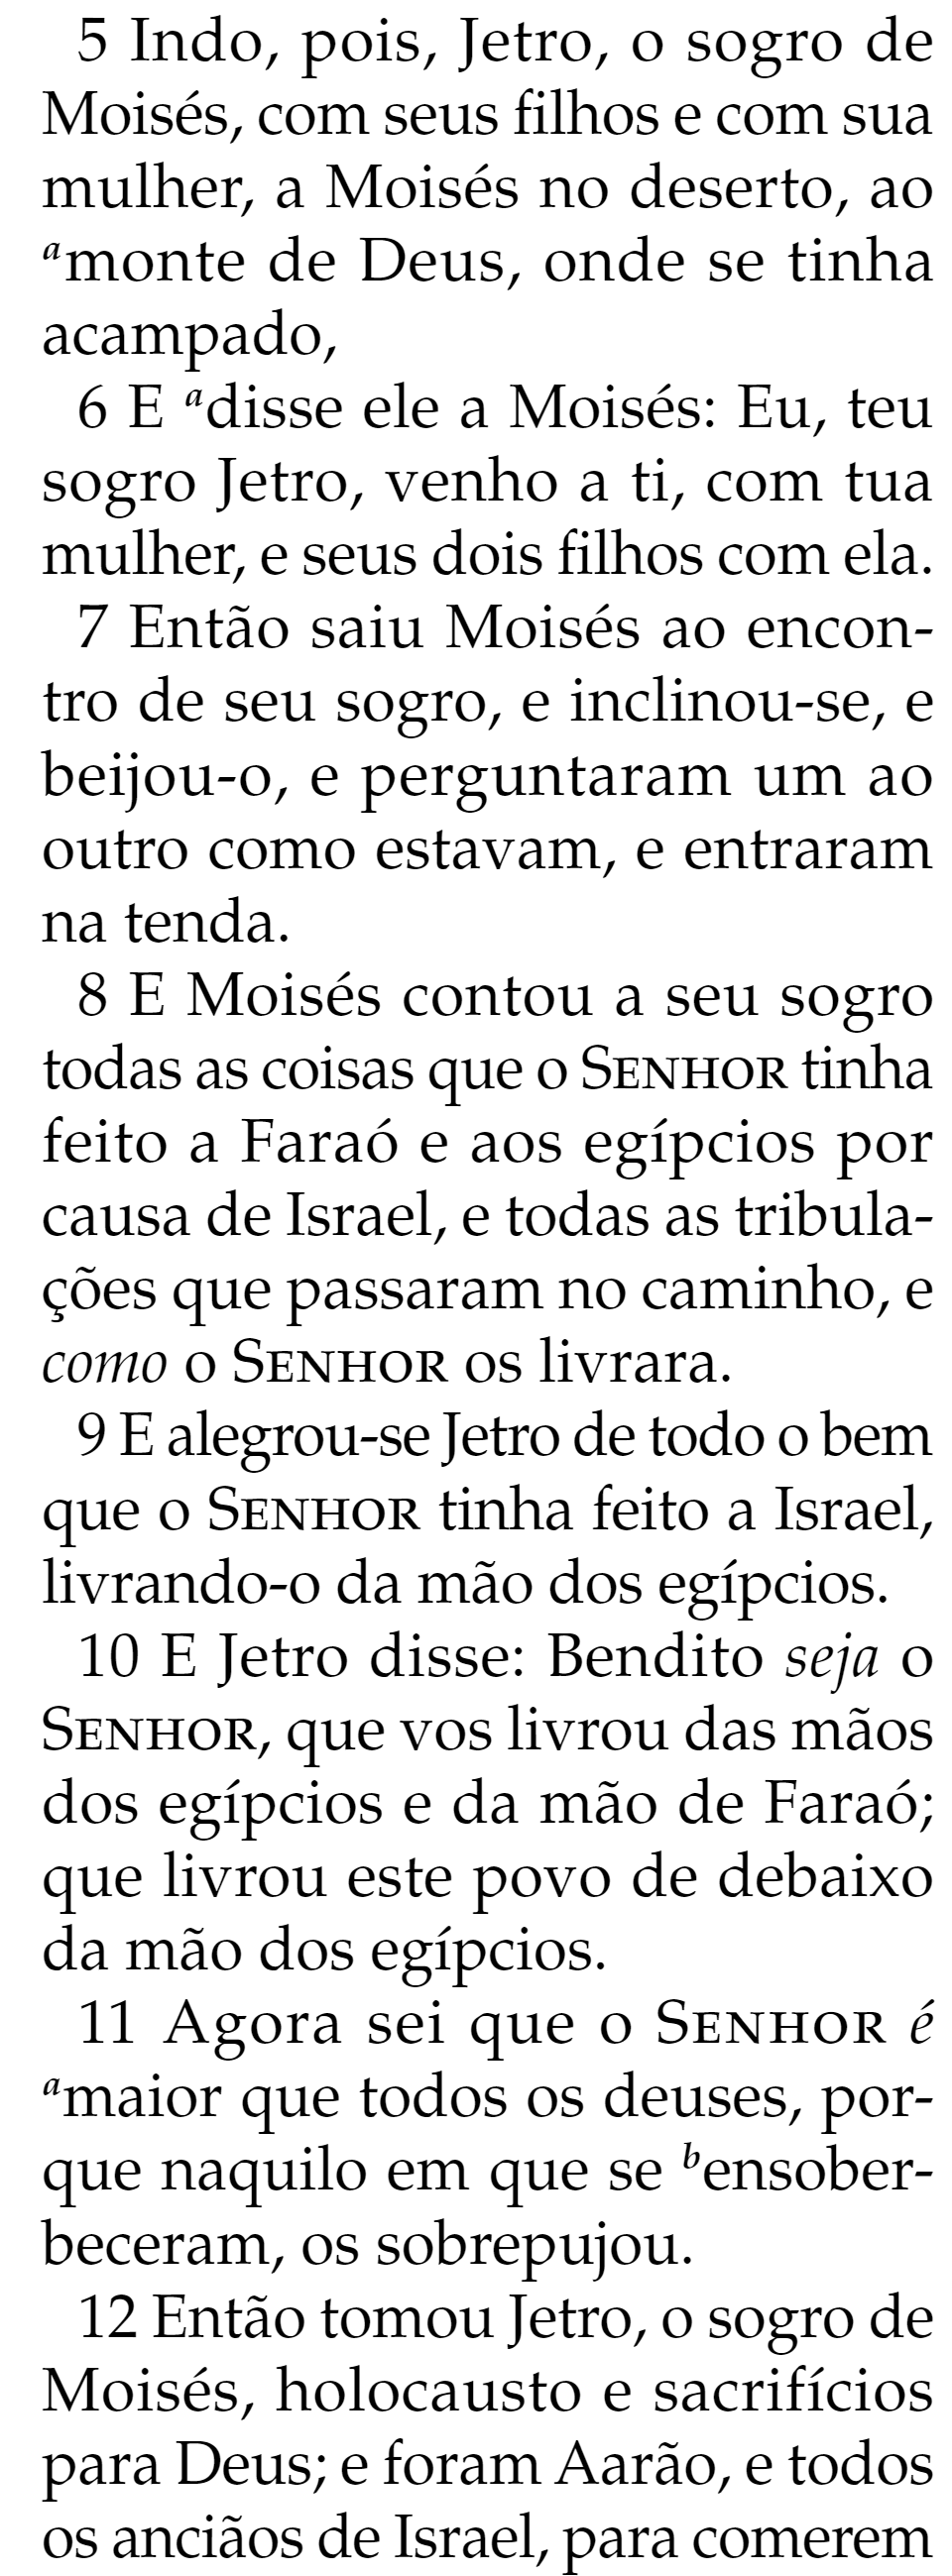 5 Indo, pois, Jetro, o sogro de
Moisés, com seus filhos e com sua
mulher, a Moisés no deserto, ao
ᵃmonte de Deus, onde se tinha
acampado,
6 E ᵃdisse ele a Moisés: Eu, teu
sogro Jetro, venho a ti, com tua
mulher, e seus dois filhos com ela.
7 Então saiu Moisés ao encon-
tro de seu sogro, e inclinou-se, e
beijou-o, e perguntaram um ao
outro como estavam, e entraram
na tenda.
8 E Moisés contou a seu sogro
todas as coisas que o SENHOR tinha
feito a Faraó e aos egípcios por
causa de Israel, e todas as tribula-
ções que passaram no caminho, e
como o SENHOR os livrara.
9 E alegrou-se Jetro de todo o bem
que o SENHOR tinha feito a Israel,
livrando-o da mão dos egípcios.
10 E Jetro disse: Bendito seja o
SENHOR, que vos livrou das mãos
dos egípcios e da mão de Faraó;
que livrou este povo de debaixo
da mão dos egípcios.
11 Agora sei que o SENHOR é
ᵃmaior que todos os deuses, por-
que naquilo em que se ᵇensober-
beceram, os sobrepujou.
12 Então tomou Jetro, o sogro de
Moisés, holocausto e sacrifícios
para Deus; e foram Aarão, e todos
os anciãos de Israel, para comerem